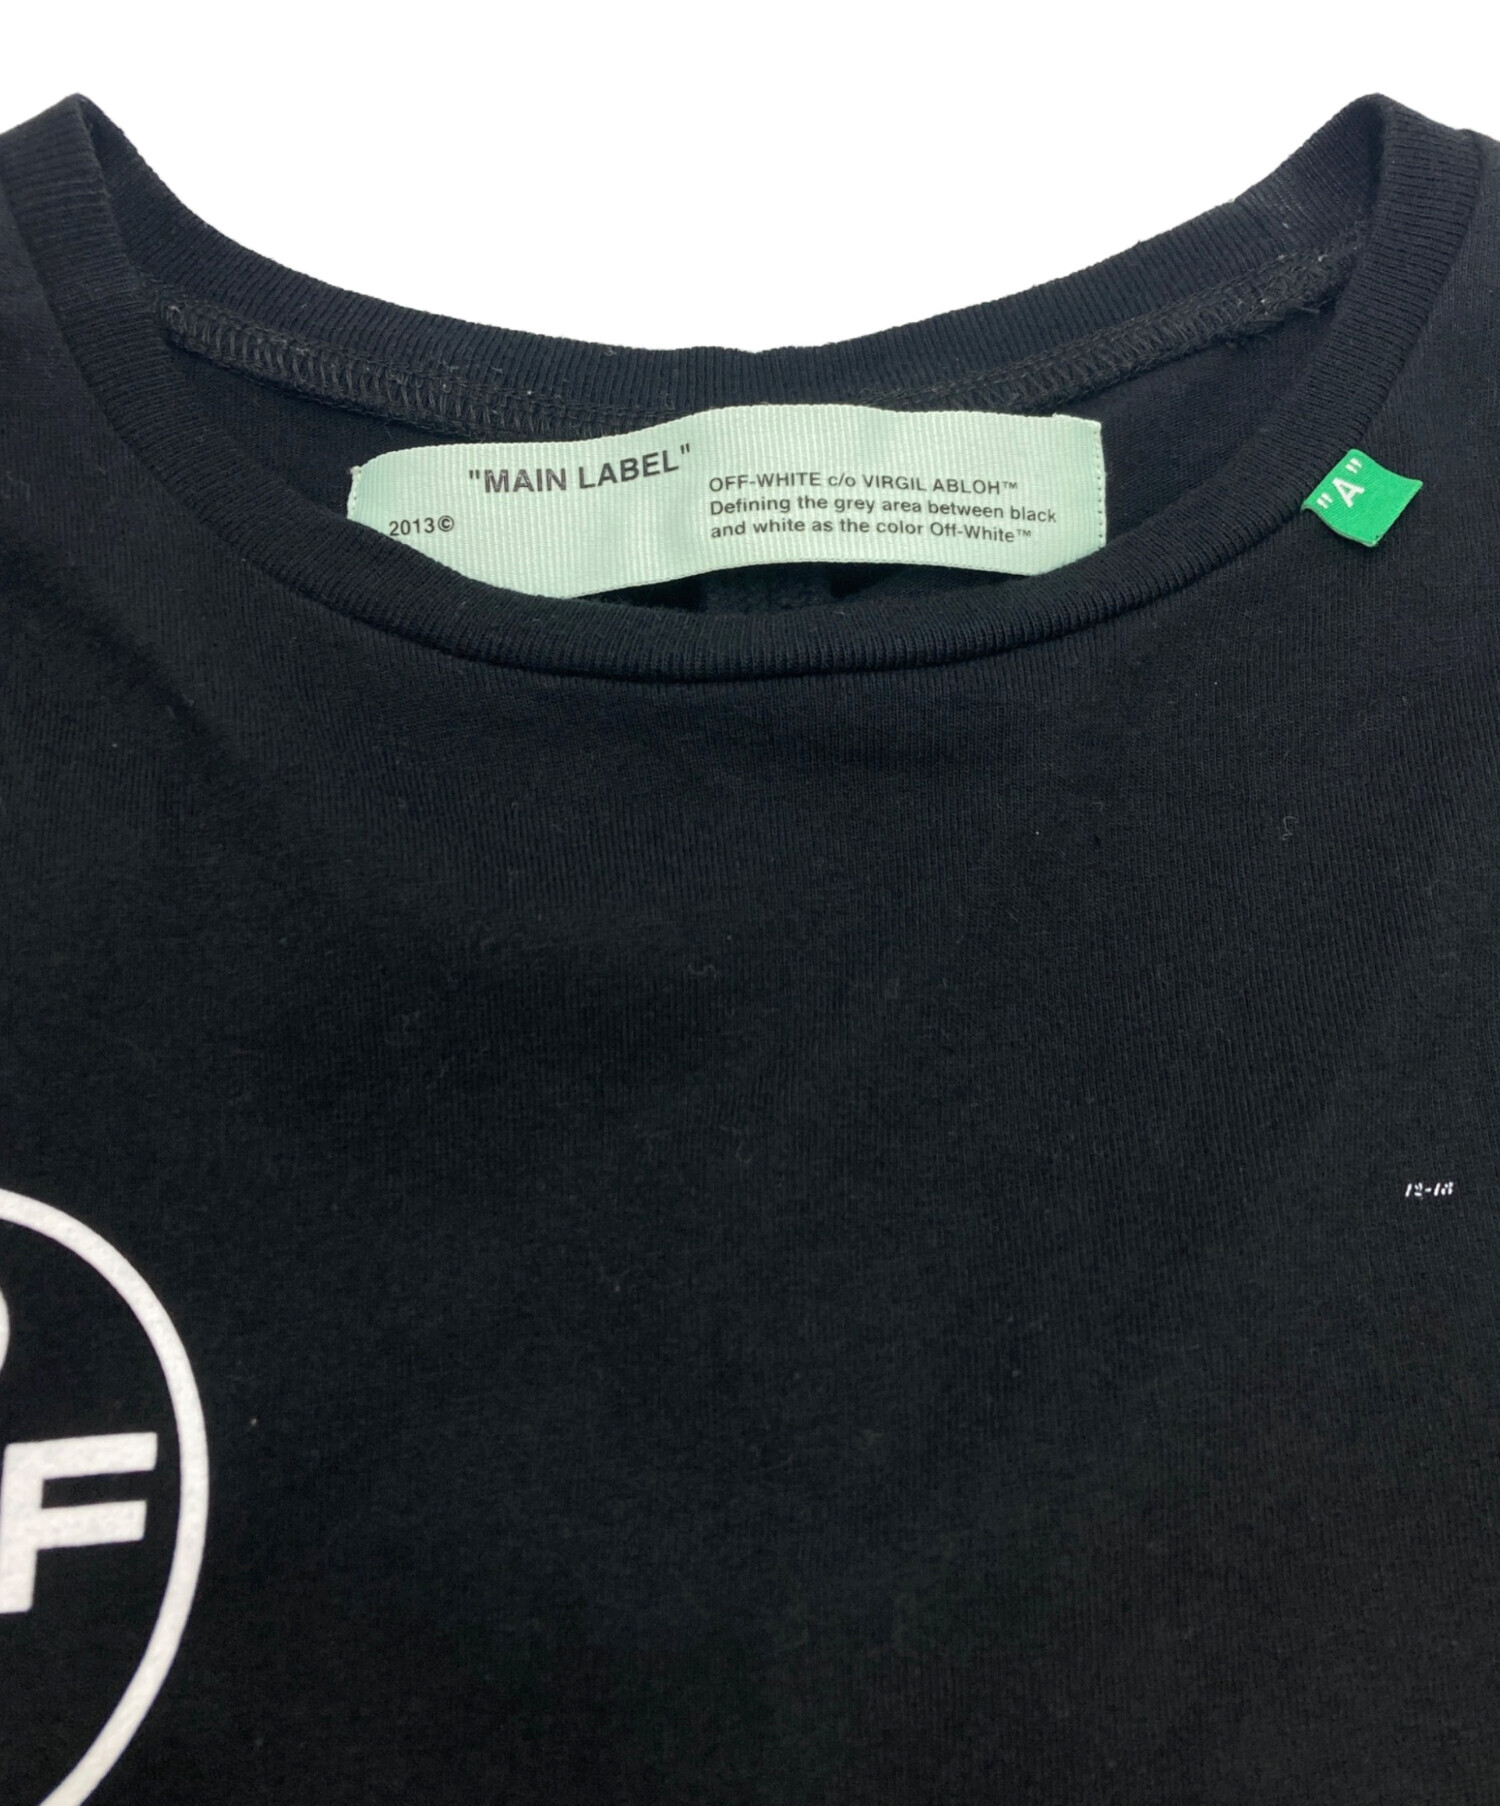 "MAIN LABEL"
2013©
OFF-WHITE c/o VIRGIL ABLOH™
Defining the grey area between black
and white as the color Off-White™
"A"
F